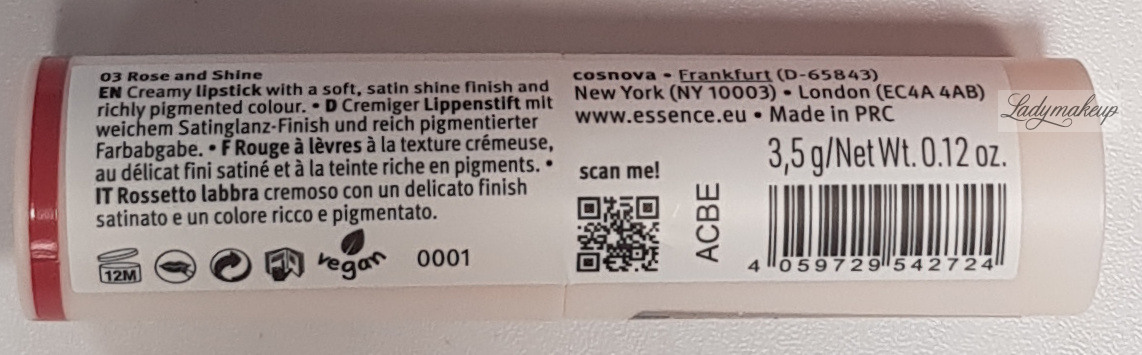 03 Rose and Shine
EN Creamy lipstick with a soft, satin shine finish and
richly pigmented colour. • D Cremiger Lippenstift mit
weichem Satinglanz-Finish und reich pigmentierter
Farbabgabe. • F Rouge à lèvres à la texture crémeuse,
au délicat fini satiné et à la teinte riche en pigments. •
IT Rossetto labbra cremoso con un delicato finish
satinato e un colore ricco e pigmentato.
12M
vegan
0001
cosnova • Frankfurt (D-65843)
New York (NY 10003) • London (EC4A 4AB)
www.essence.eu • Made in PRC
3,5 g/Net Wt. 0.12 oz.
scan me!
ACBE
4 059729 542724
Ladymakeup